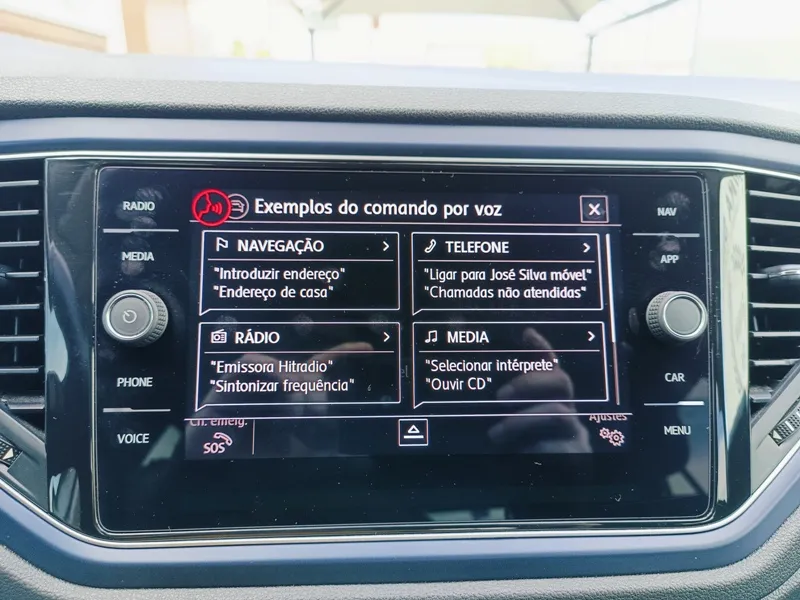 RADIO
MEDIA
PHONE
VOICE
Exemplos do comando por voz
NAVEGAÇÃO
"Introduzir endereço"
"Endereço de casa"
TELEFONE
"Ligar para José Silva móvel"
"Chamadas não atendidas"
RÁDIO
"Emissora Hitradio"
"Sintonizar frequência"
MEDIA
"Selecionar intérprete"
"Ouvir CD"
Ch. emerg.
SOS
Ajustes
NAV
APP
CAR
MENU